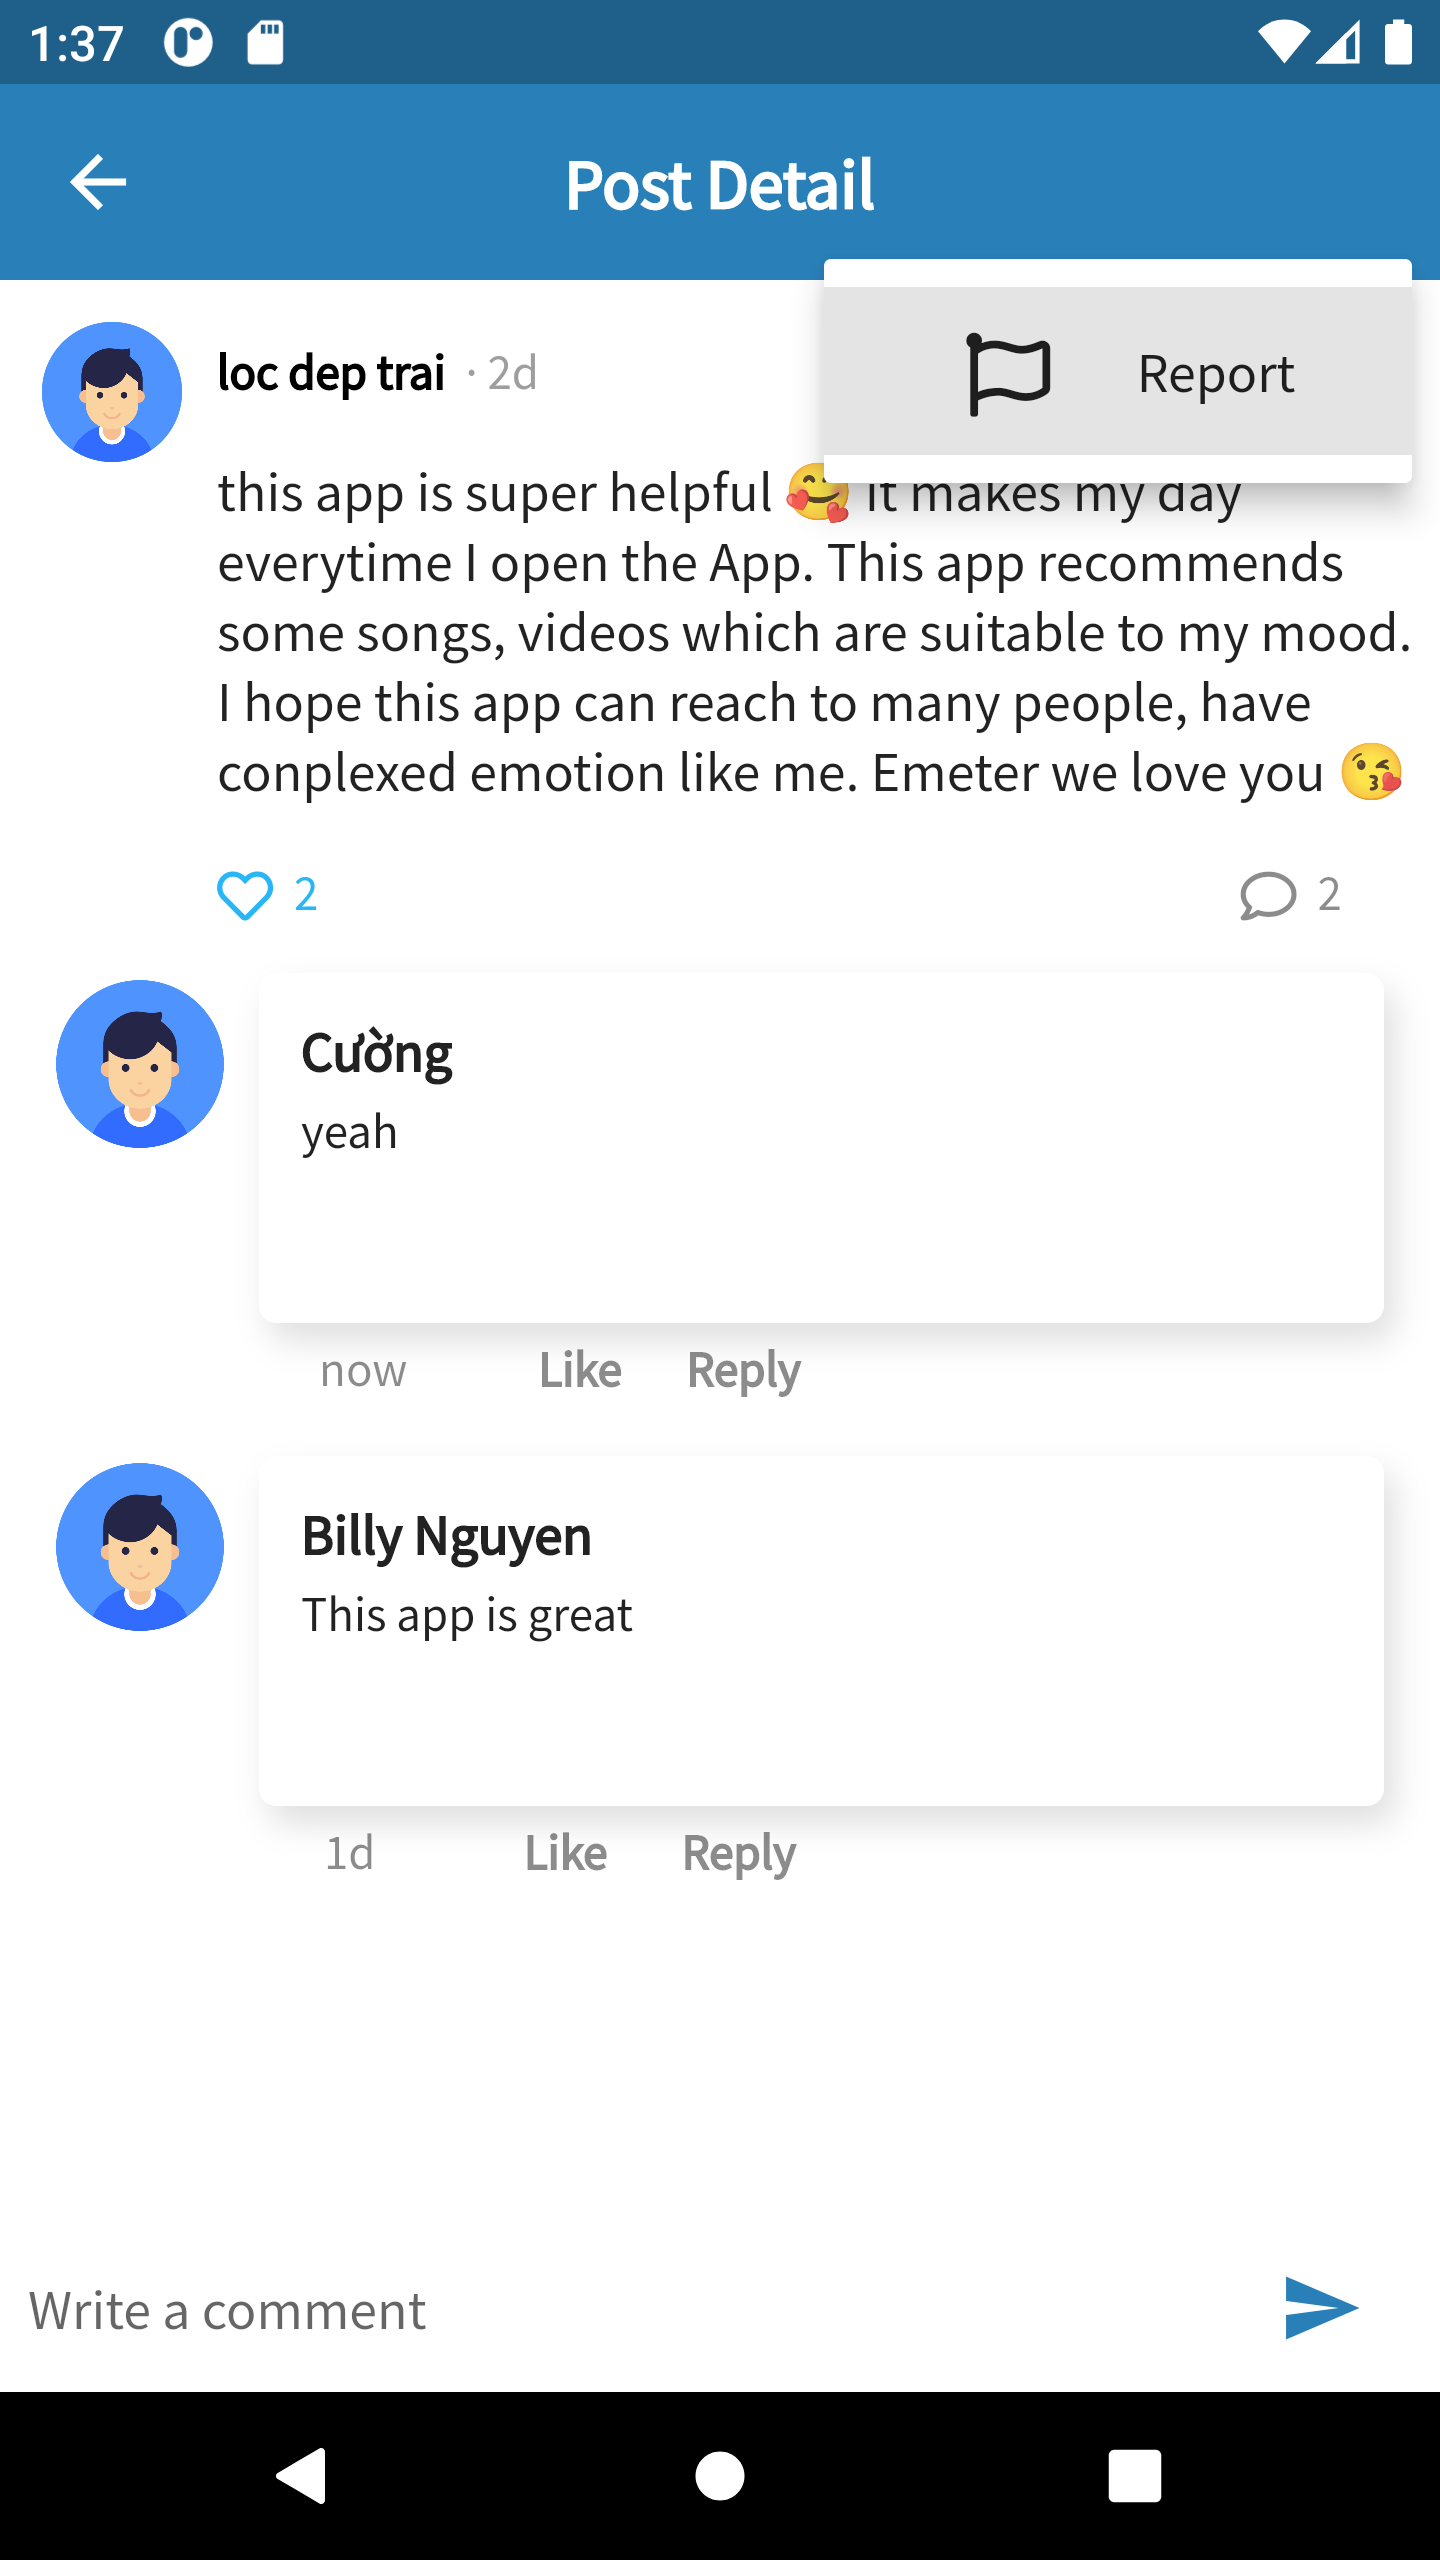 1:37
Post Detail
loc dep trai · 2d
Report
this app is super helpful 🥰 it makes my day
everytime I open the App. This app recommends
some songs, videos which are suitable to my mood.
I hope this app can reach to many people, have
conplexed emotion like me. Emeter we love you 😘
2
2
Cường
yeah
now Like Reply
Billy Nguyen
This app is great
1d Like Reply
Write a comment